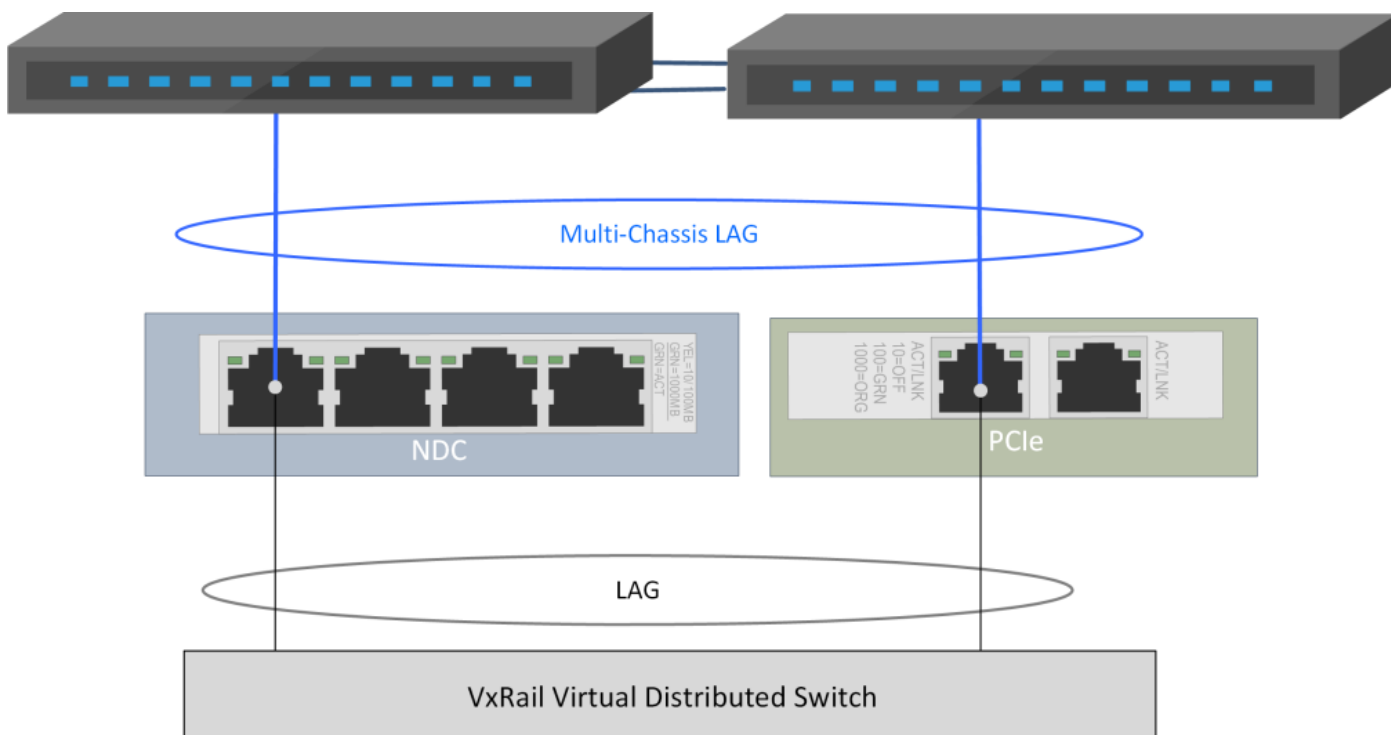 Multi-Chassis LAG
YEL=10/100MB
GRN=1000MB
GRN=ACT
NDC
ACT/LNK
10=OFF
100=GRN
1000=ORG
ACT/LNK
PCIe
LAG
VxRail Virtual Distributed Switch